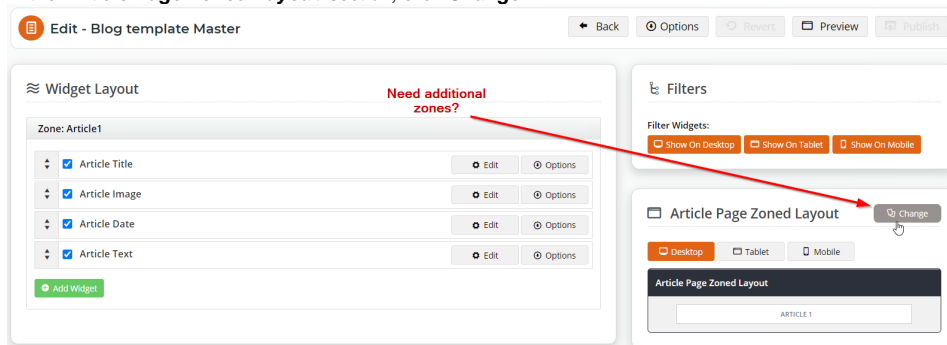 Edit - Blog template Master
Back
Options
Revert
Preview
Publish
Widget Layout
Need additional
zones?
Zone: Article1
Article Title
Edit
Options
Article Image
Edit
Options
Article Date
Edit
Options
Article Text
Edit
Options
Add Widget
Filters
Filter Widgets:
Show On Desktop
Show On Tablet
Show On Mobile
Article Page Zoned Layout
Change
Desktop
Tablet
Mobile
Article Page Zoned Layout
ARTICLE 1